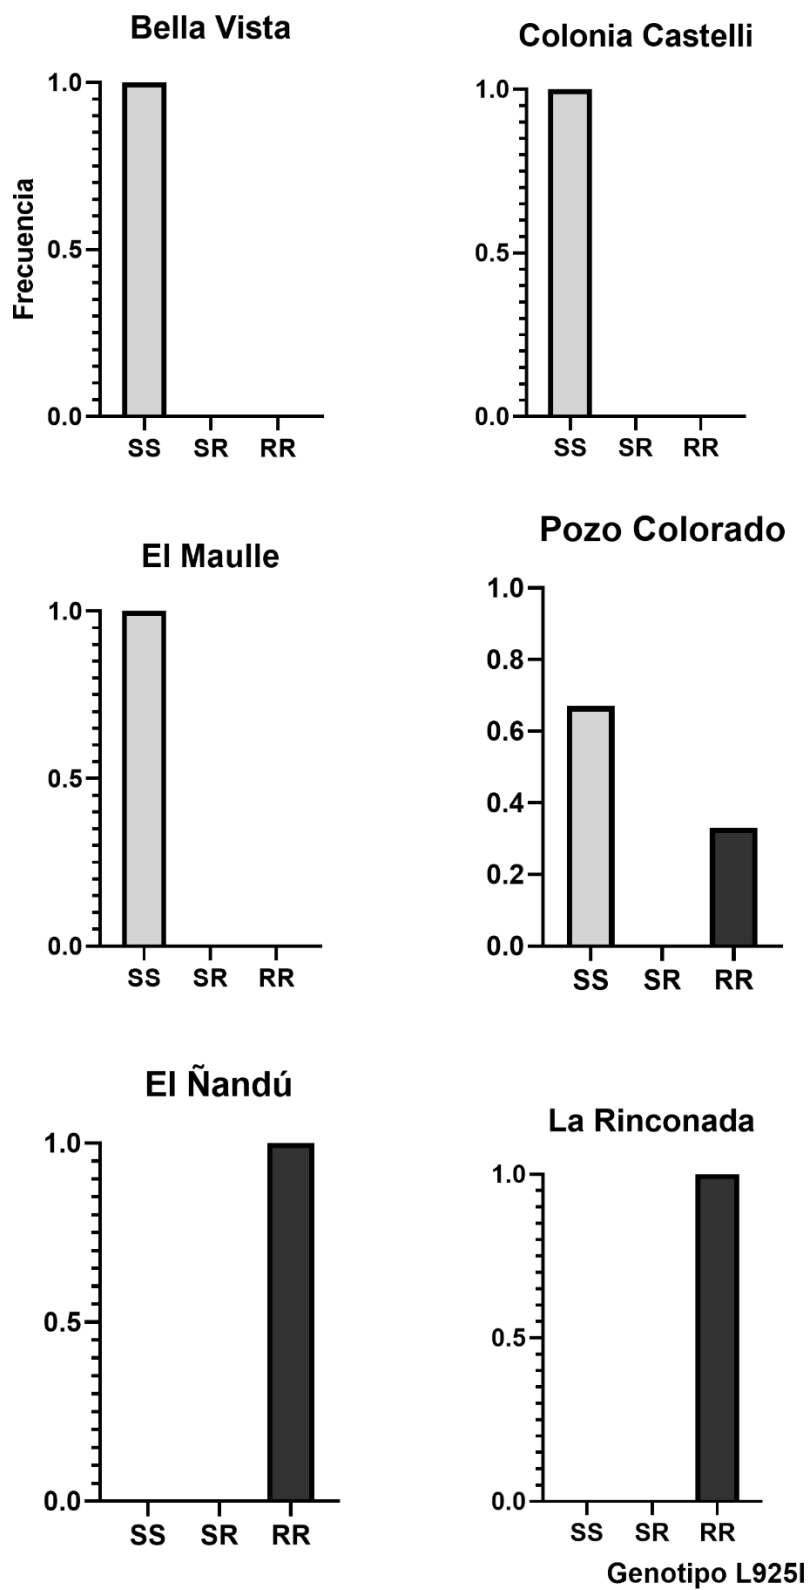 Bella Vista
Frecuencia
1.0
0.5
0.0
SS SR RR
Colonia Castelli
1.0
0.5
0.0
SS SR RR
El Maulle
1.0
0.5
0.0
SS SR RR
Pozo Colorado
1.0
0.8
0.6
0.4
0.2
0.0
SS SR RR
El Ñandú
1.0
0.5
0.0
SS SR RR
La Rinconada
1.0
0.5
0.0
SS SR RR
Genotipo L925I